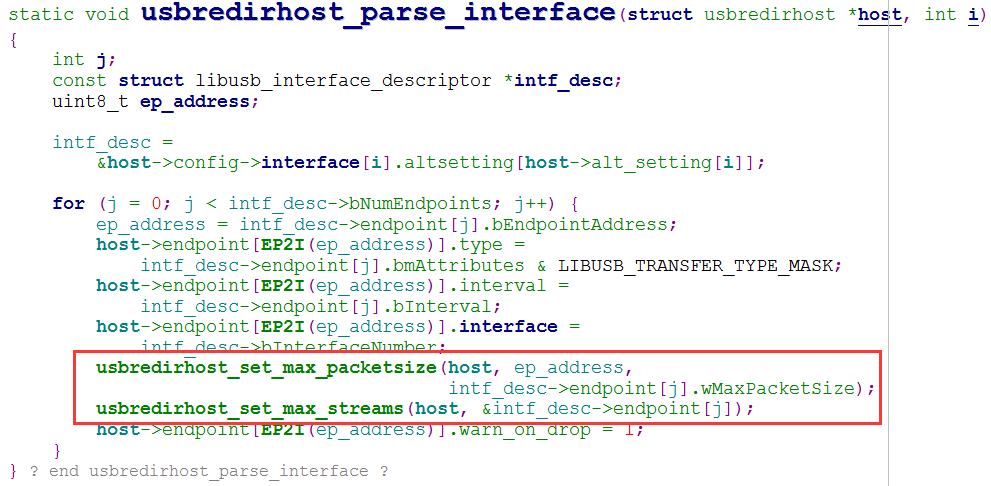 static void usbredirhost_parse_interface(struct usbredirhost *host, int i)
{
    int j;
    const struct libusb_interface_descriptor *intf_desc;
    uint8_t ep_address;

    intf_desc =
        &host->config->interface[i].altsetting[host->alt_setting[i]];

    for (j = 0; j < intf_desc->bNumEndpoints; j++) {
        ep_address = intf_desc->endpoint[j].bEndpointAddress;
        host->endpoint[EP2I(ep_address)].type =
            intf_desc->endpoint[j].bmAttributes & LIBUSB_TRANSFER_TYPE_MASK;
        host->endpoint[EP2I(ep_address)].interval =
            intf_desc->endpoint[j].bInterval;
        host->endpoint[EP2I(ep_address)].interface =
            intf_desc->bInterfaceNumber;
        usbredirhost_set_max_packetsize(host, ep_address,
                                        intf_desc->endpoint[j].wMaxPacketSize);
        usbredirhost_set_max_streams(host, &intf_desc->endpoint[j]);
        host->endpoint[EP2I(ep_address)].warn_on_drop = 1;
    }
} ? end usbredirhost_parse_interface ?